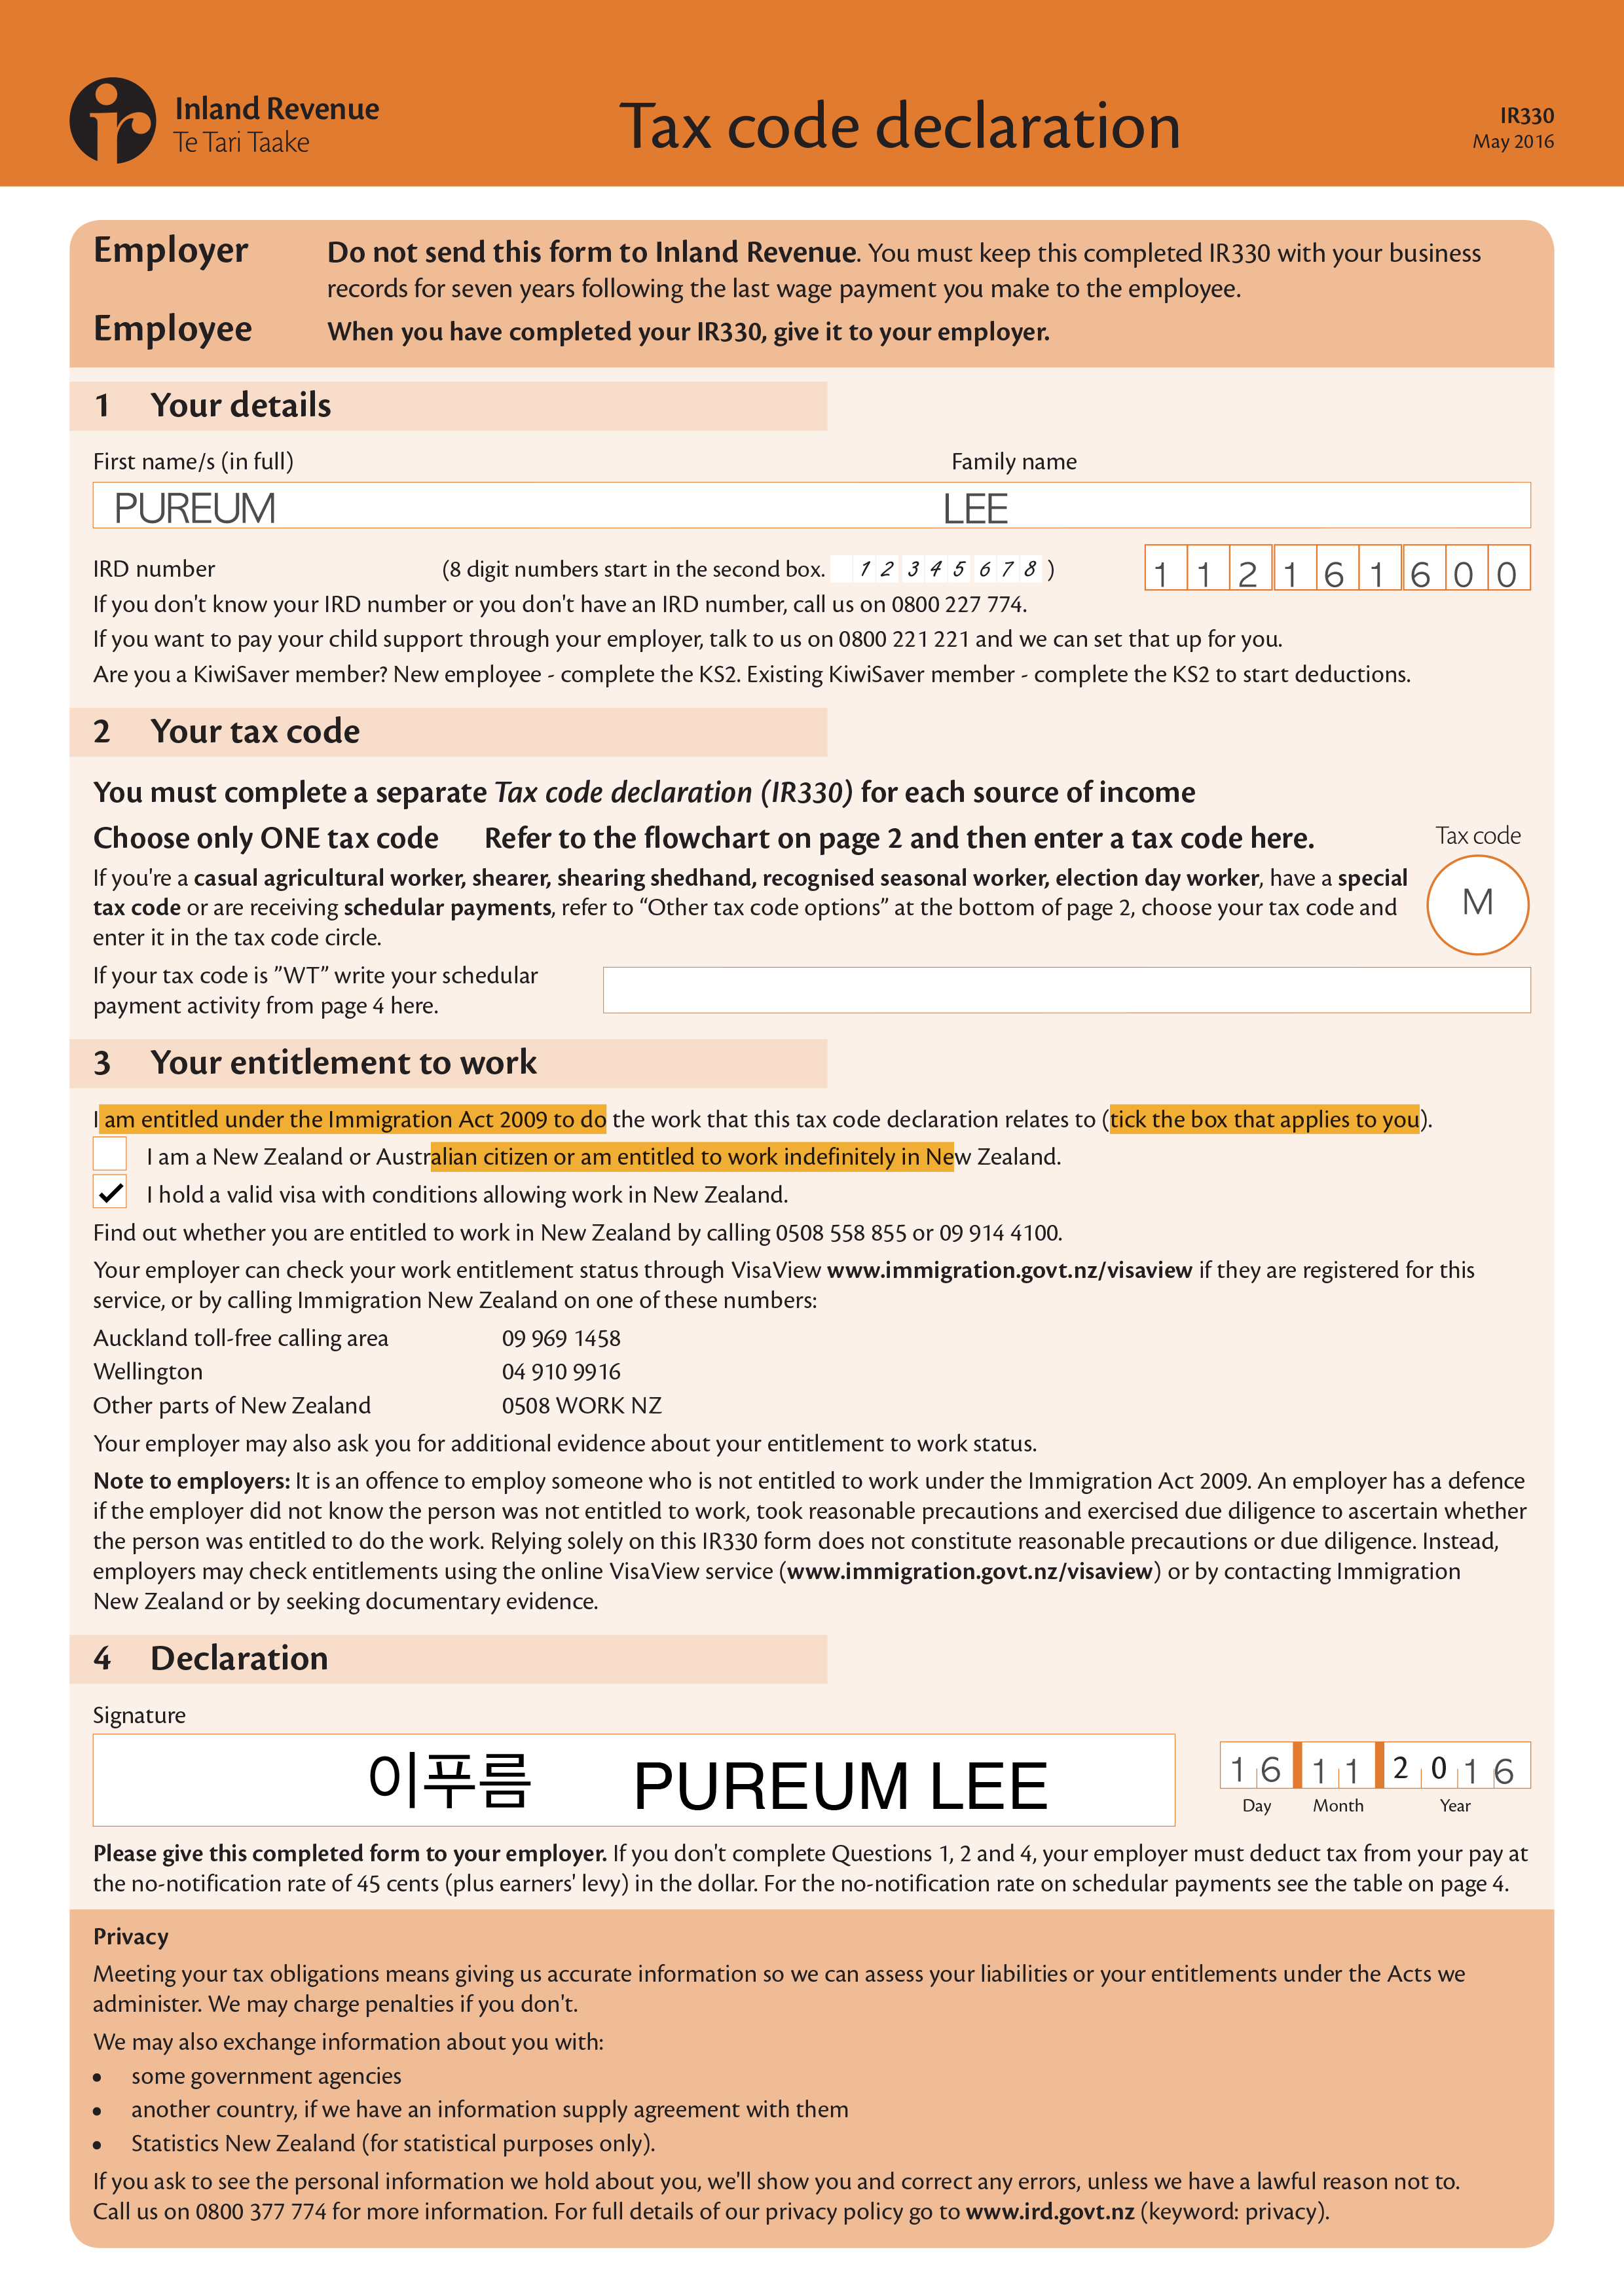 Inland Revenue
Te Tari Taake
Tax code declaration
IR330
May 2016
Employer Do not send this form to Inland Revenue. You must keep this completed IR330 with your business
records for seven years following the last wage payment you make to the employee.
Employee When you have completed your IR330, give it to your employer.
1 Your details
First name/s (in full) Family name
PUREUM LEE
IRD number (8 digit numbers start in the second box. 1 2 3 4 5 6 7 8 ) 1 1 2 1 6 1 6 0 0
If you don't know your IRD number or you don't have an IRD number, call us on 0800 227 774.
If you want to pay your child support through your employer, talk to us on 0800 221 221 and we can set that up for you.
Are you a KiwiSaver member? New employee - complete the KS2. Existing KiwiSaver member - complete the KS2 to start deductions.
2 Your tax code
You must complete a separate Tax code declaration (IR330) for each source of income
Choose only ONE tax code Refer to the flowchart on page 2 and then enter a tax code here. Tax code
If you're a casual agricultural worker, shearer, shearing shedhand, recognised seasonal worker, election day worker, have a special
tax code or are receiving schedular payments, refer to “Other tax code options” at the bottom of page 2, choose your tax code and
enter it in the tax code circle.
M
If your tax code is ”WT” write your schedular
payment activity from page 4 here.
3 Your entitlement to work
I am entitled under the Immigration Act 2009 to do the work that this tax code declaration relates to (tick the box that applies to you).
I am a New Zealand or Australian citizen or am entitled to work indefinitely in New Zealand.
✓ I hold a valid visa with conditions allowing work in New Zealand.
Find out whether you are entitled to work in New Zealand by calling 0508 558 855 or 09 914 4100.
Your employer can check your work entitlement status through VisaView www.immigration.govt.nz/visaview if they are registered for this
service, or by calling Immigration New Zealand on one of these numbers:
Auckland toll-free calling area 09 969 1458
Wellington 04 910 9916
Other parts of New Zealand 0508 WORK NZ
Your employer may also ask you for additional evidence about your entitlement to work status.
Note to employers: It is an offence to employ someone who is not entitled to work under the Immigration Act 2009. An employer has a defence
if the employer did not know the person was not entitled to work, took reasonable precautions and exercised due diligence to ascertain whether
the person was entitled to do the work. Relying solely on this IR330 form does not constitute reasonable precautions or due diligence. Instead,
employers may check entitlements using the online VisaView service (www.immigration.govt.nz/visaview) or by contacting Immigration
New Zealand or by seeking documentary evidence.
4 Declaration
Signature
이푸름 PUREUM LEE 1 6 1 1 2 0 1 6
Day Month Year
Please give this completed form to your employer. If you don't complete Questions 1, 2 and 4, your employer must deduct tax from your pay at
the no-notification rate of 45 cents (plus earners' levy) in the dollar. For the no-notification rate on schedular payments see the table on page 4.
Privacy
Meeting your tax obligations means giving us accurate information so we can assess your liabilities or your entitlements under the Acts we
administer. We may charge penalties if you don't.
We may also exchange information about you with:
• some government agencies
• another country, if we have an information supply agreement with them
• Statistics New Zealand (for statistical purposes only).
If you ask to see the personal information we hold about you, we'll show you and correct any errors, unless we have a lawful reason not to.
Call us on 0800 377 774 for more information. For full details of our privacy policy go to www.ird.govt.nz (keyword: privacy).